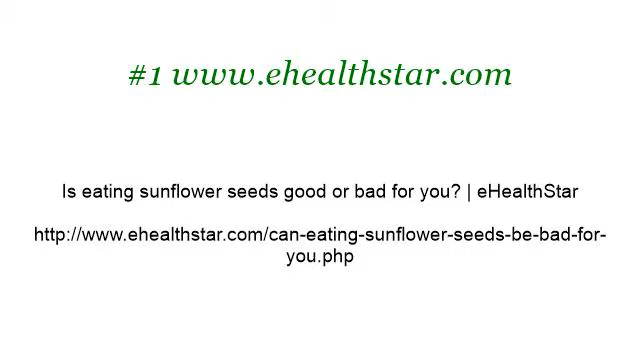 #1 www.ehealthstar.com
Is eating sunflower seeds good or bad for you? | eHealthStar
http://www.ehealthstar.com/can-eating-sunflower-seeds-be-bad-for-
you.php